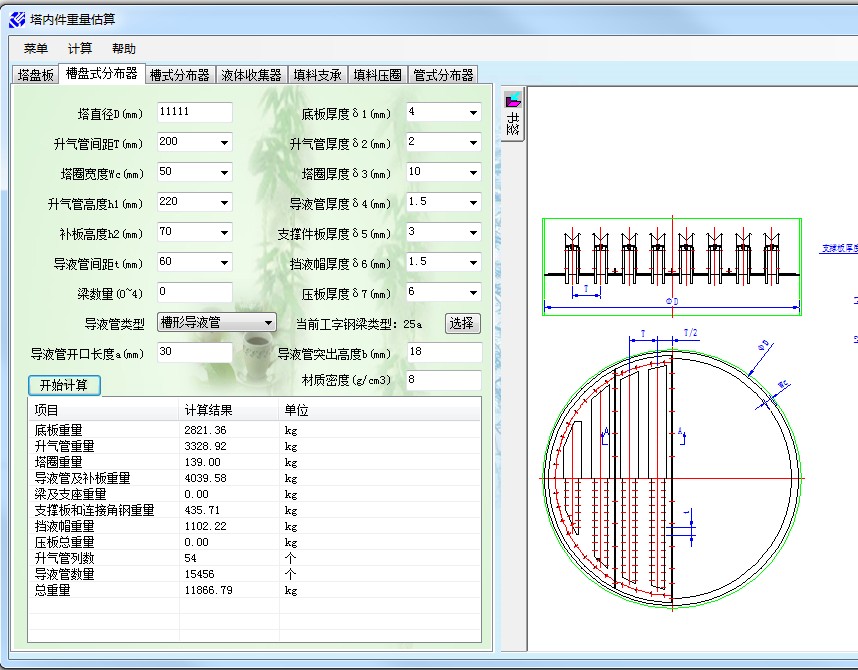 塔内件重量估算
菜单 计算 帮助
塔盘板 槽盘式分布器 槽式分布器 液体收集器 填料支承 填料压圈 管式分布器
塔直径D(mm) 11111 底板厚度δ1(mm) 4
升气管间距T(mm) 200 升气管厚度δ2(mm) 2
塔圈宽度Wc(mm) 50 塔圈厚度δ3(mm) 10
升气管高度h1(mm) 220 导液管厚度δ4(mm) 1.5
补板高度h2(mm) 70 支撑件板厚度δ5(mm) 3
导液管间距t(mm) 60 挡液帽厚度δ6(mm) 1.5
梁数量(0~4) 0 压板厚度δ7(mm) 6
导液管类型 槽形导液管 当前工字钢梁类型: 25a 选择
导液管开口长度a(mm) 30 导液管突出高度b(mm) 18
材质密度(g/cm3) 8
开始计算
项目 计算结果 单位
底板重量 2821.36 kg
升气管重量 3328.92 kg
塔圈重量 139.00 kg
导液管及补板重量 4039.58 kg
梁及支座重量 0.00 kg
支撑板和连接角钢重量 435.71 kg
挡液帽重量 1102.22 kg
压板总重量 0.00 kg
升气管列数 54 个
导液管数量 15456 个
总重量 11866.79 kg
书签
支撑板厚度
T
ΦD
T T/2
ΦD
Wc
A A
t